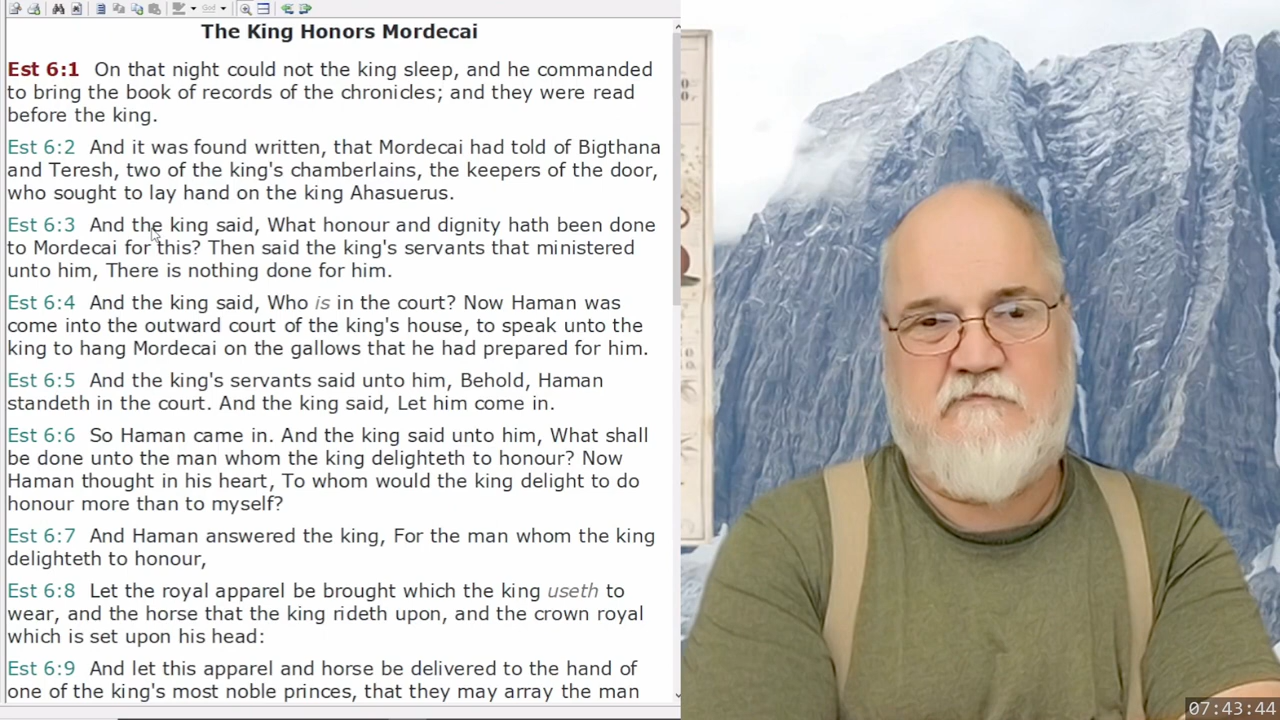 The King Honors Mordecai
Est 6:1 On that night could not the king sleep, and he commanded
to bring the book of records of the chronicles; and they were read
before the king.
Est 6:2 And it was found written, that Mordecai had told of Bigthana
and Teresh, two of the king's chamberlains, the keepers of the door,
who sought to lay hand on the king Ahasuerus.
Est 6:3 And the king said, What honour and dignity hath been done
to Mordecai for this? Then said the king's servants that ministered
unto him, There is nothing done for him.
Est 6:4 And the king said, Who is in the court? Now Haman was
come into the outward court of the king's house, to speak unto the
king to hang Mordecai on the gallows that he had prepared for him.
Est 6:5 And the king's servants said unto him, Behold, Haman
standeth in the court. And the king said, Let him come in.
Est 6:6 So Haman came in. And the king said unto him, What shall
be done unto the man whom the king delighteth to honour? Now
Haman thought in his heart, To whom would the king delight to do
honour more than to myself?
Est 6:7 And Haman answered the king, For the man whom the king
delighteth to honour,
Est 6:8 Let the royal apparel be brought which the king useth to
wear, and the horse that the king rideth upon, and the crown royal
which is set upon his head:
Est 6:9 And let this apparel and horse be delivered to the hand of
one of the king's most noble princes, that they may array the man
07:43:44